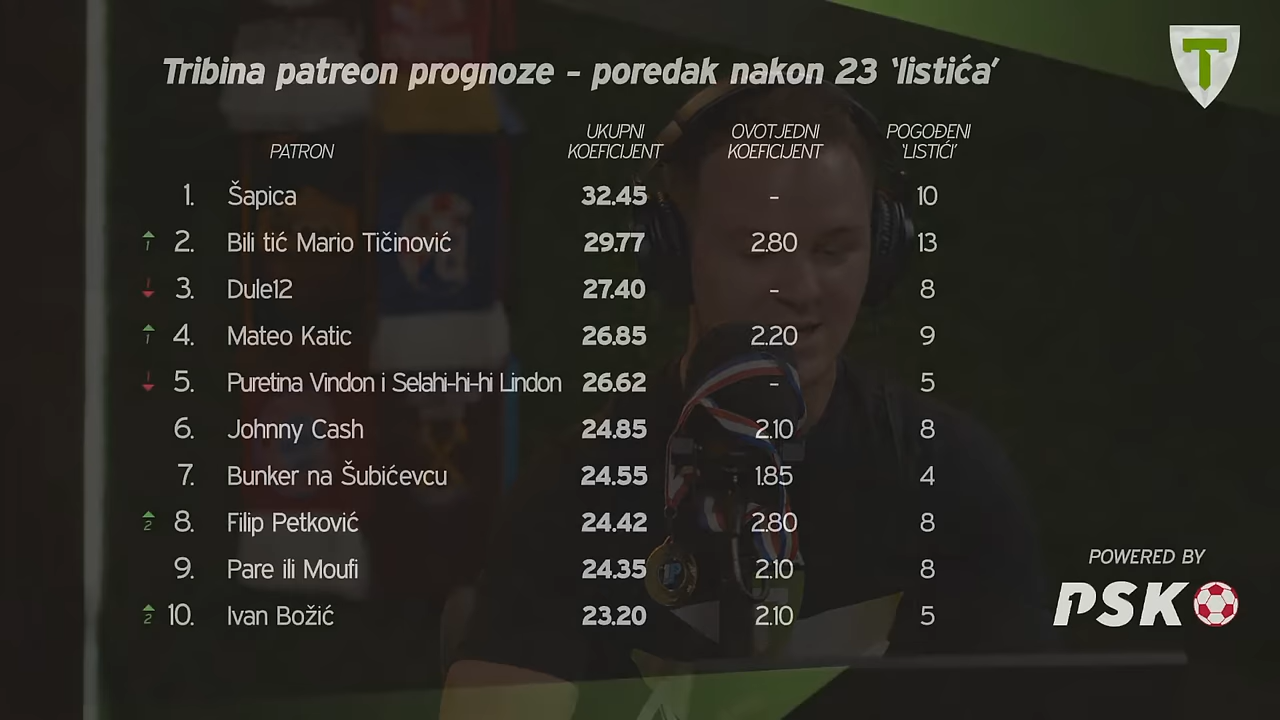 Tribina patreon prognoze - poredak nakon 23 'listića'
PATRON UKUPNI KOEFICIJENT OVOTJEDNI KOEFICIJENT POGOĐENI 'LISTIĆI'
1. Šapica 32.45 - 10
1 2. Bili tić Mario Tičinović 29.77 2.80 13
1 3. Dule12 27.40 - 8
1 4. Mateo Katic 26.85 2.20 9
1 5. Puretina Vindon i Selahi-hi-hi Lindon 26.62 - 5
6. Johnny Cash 24.85 2.10 8
7. Bunker na Šubićevcu 24.55 1.85 4
2 8. Filip Petković 24.42 2.80 8
9. Pare ili Moufi 24.35 2.10 8
2 10. Ivan Božić 23.20 2.10 5
T
POWERED BY
PSK